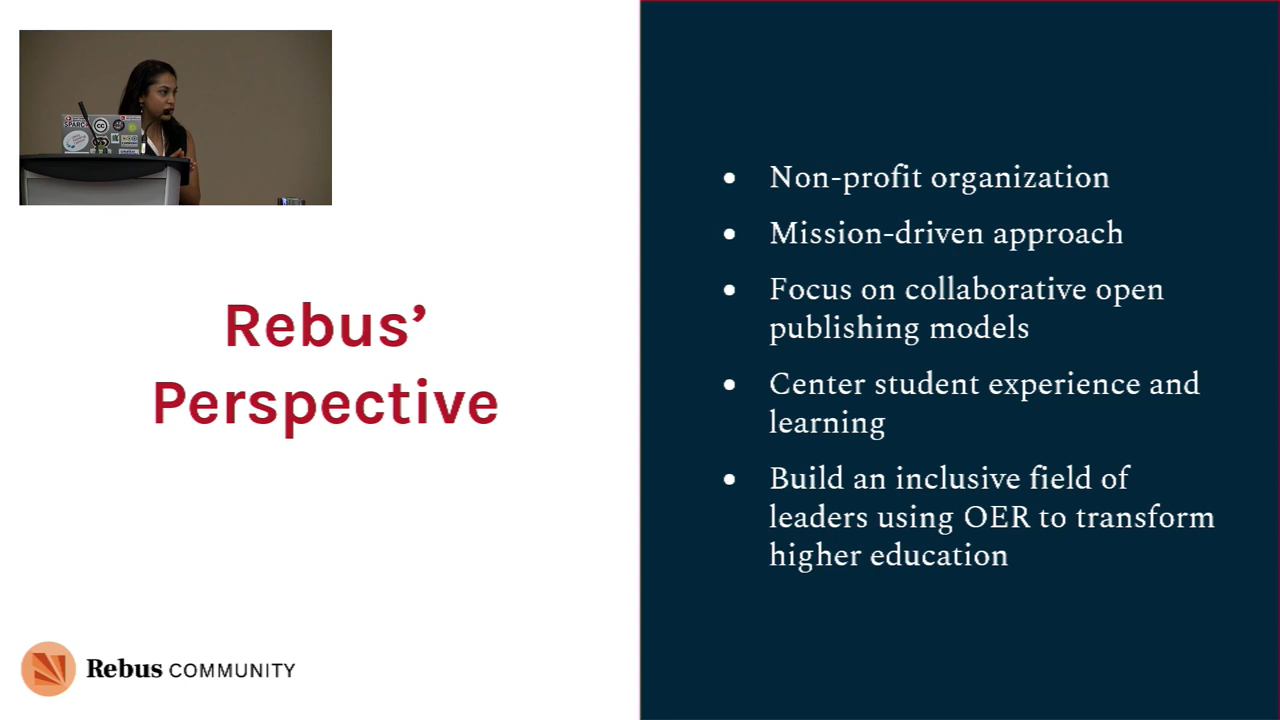 SPARC
Rebus’
Perspective
Non-profit organization
Mission-driven approach
Focus on collaborative open
publishing models
Center student experience and
learning
Build an inclusive field of
leaders using OER to transform
higher education
Rebus COMMUNITY